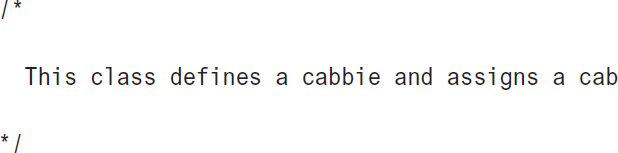 /*
This class defines a cabbie and assigns a cab
*/